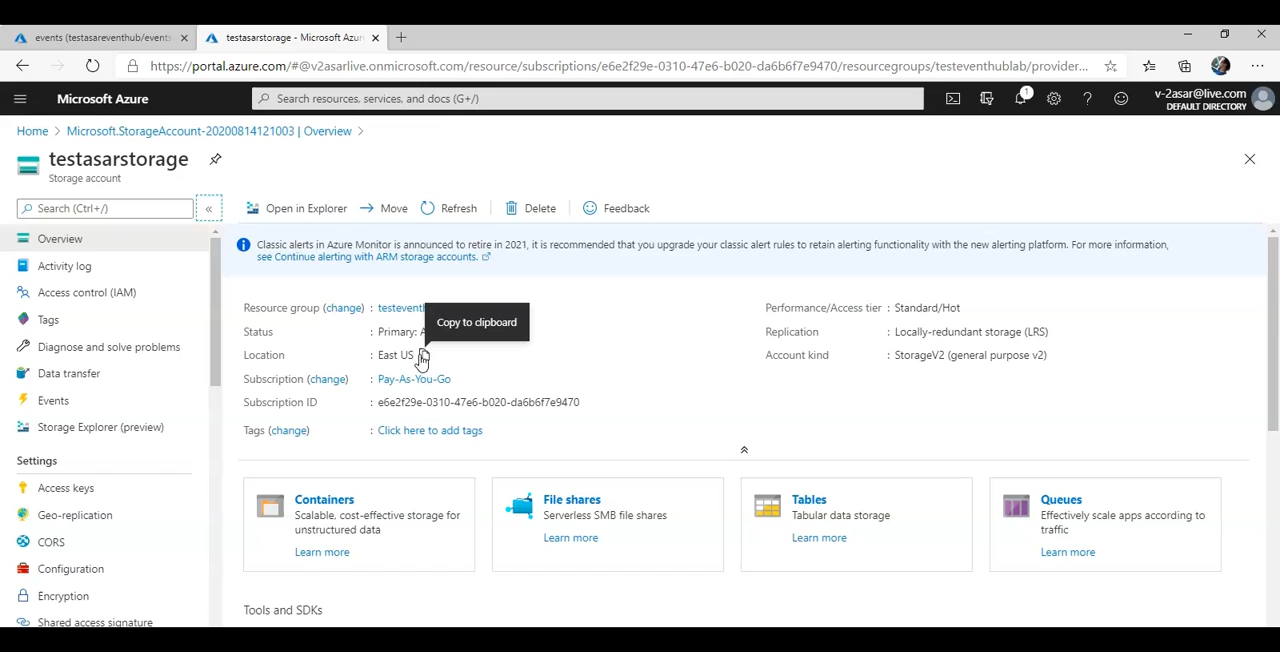 events (testasareventhub/events
testasarstorage - Microsoft Azur
https://portal.azure.com/#@v2asarlive.onmicrosoft.com/resource/subscriptions/e6e2f29e-0310-47e6-b020-da6b6f7e9470/resourcegroups/testeventhublab/provider...
Microsoft Azure
Search resources, services, and docs (G+/)
1
v-2asar@live.com
DEFAULT DIRECTORY
Home > Microsoft.StorageAccount-20200814121003 | Overview >
testasarstorage
Storage account
Search (Ctrl+/)
«
Open in Explorer
Move
Refresh
Delete
Feedback
Overview
Activity log
Access control (IAM)
Tags
Diagnose and solve problems
Data transfer
Events
Storage Explorer (preview)
Settings
Access keys
Geo-replication
CORS
Configuration
Encryption
Shared access signature
Classic alerts in Azure Monitor is announced to retire in 2021, it is recommended that you upgrade your classic alert rules to retain alerting functionality with the new alerting platform. For more information,
see Continue alerting with ARM storage accounts.
Resource group (change) : testevent
Copy to clipboard
Status : Primary: A
Location : East US
Subscription (change) : Pay-As-You-Go
Subscription ID : e6e2f29e-0310-47e6-b020-da6b6f7e9470
Tags (change) : Click here to add tags
Performance/Access tier : Standard/Hot
Replication : Locally-redundant storage (LRS)
Account kind : StorageV2 (general purpose v2)
Containers
Scalable, cost-effective storage for
unstructured data
Learn more
File shares
Serverless SMB file shares
Learn more
Tables
Tabular data storage
Learn more
Queues
Effectively scale apps according to
traffic
Learn more
Tools and SDKs